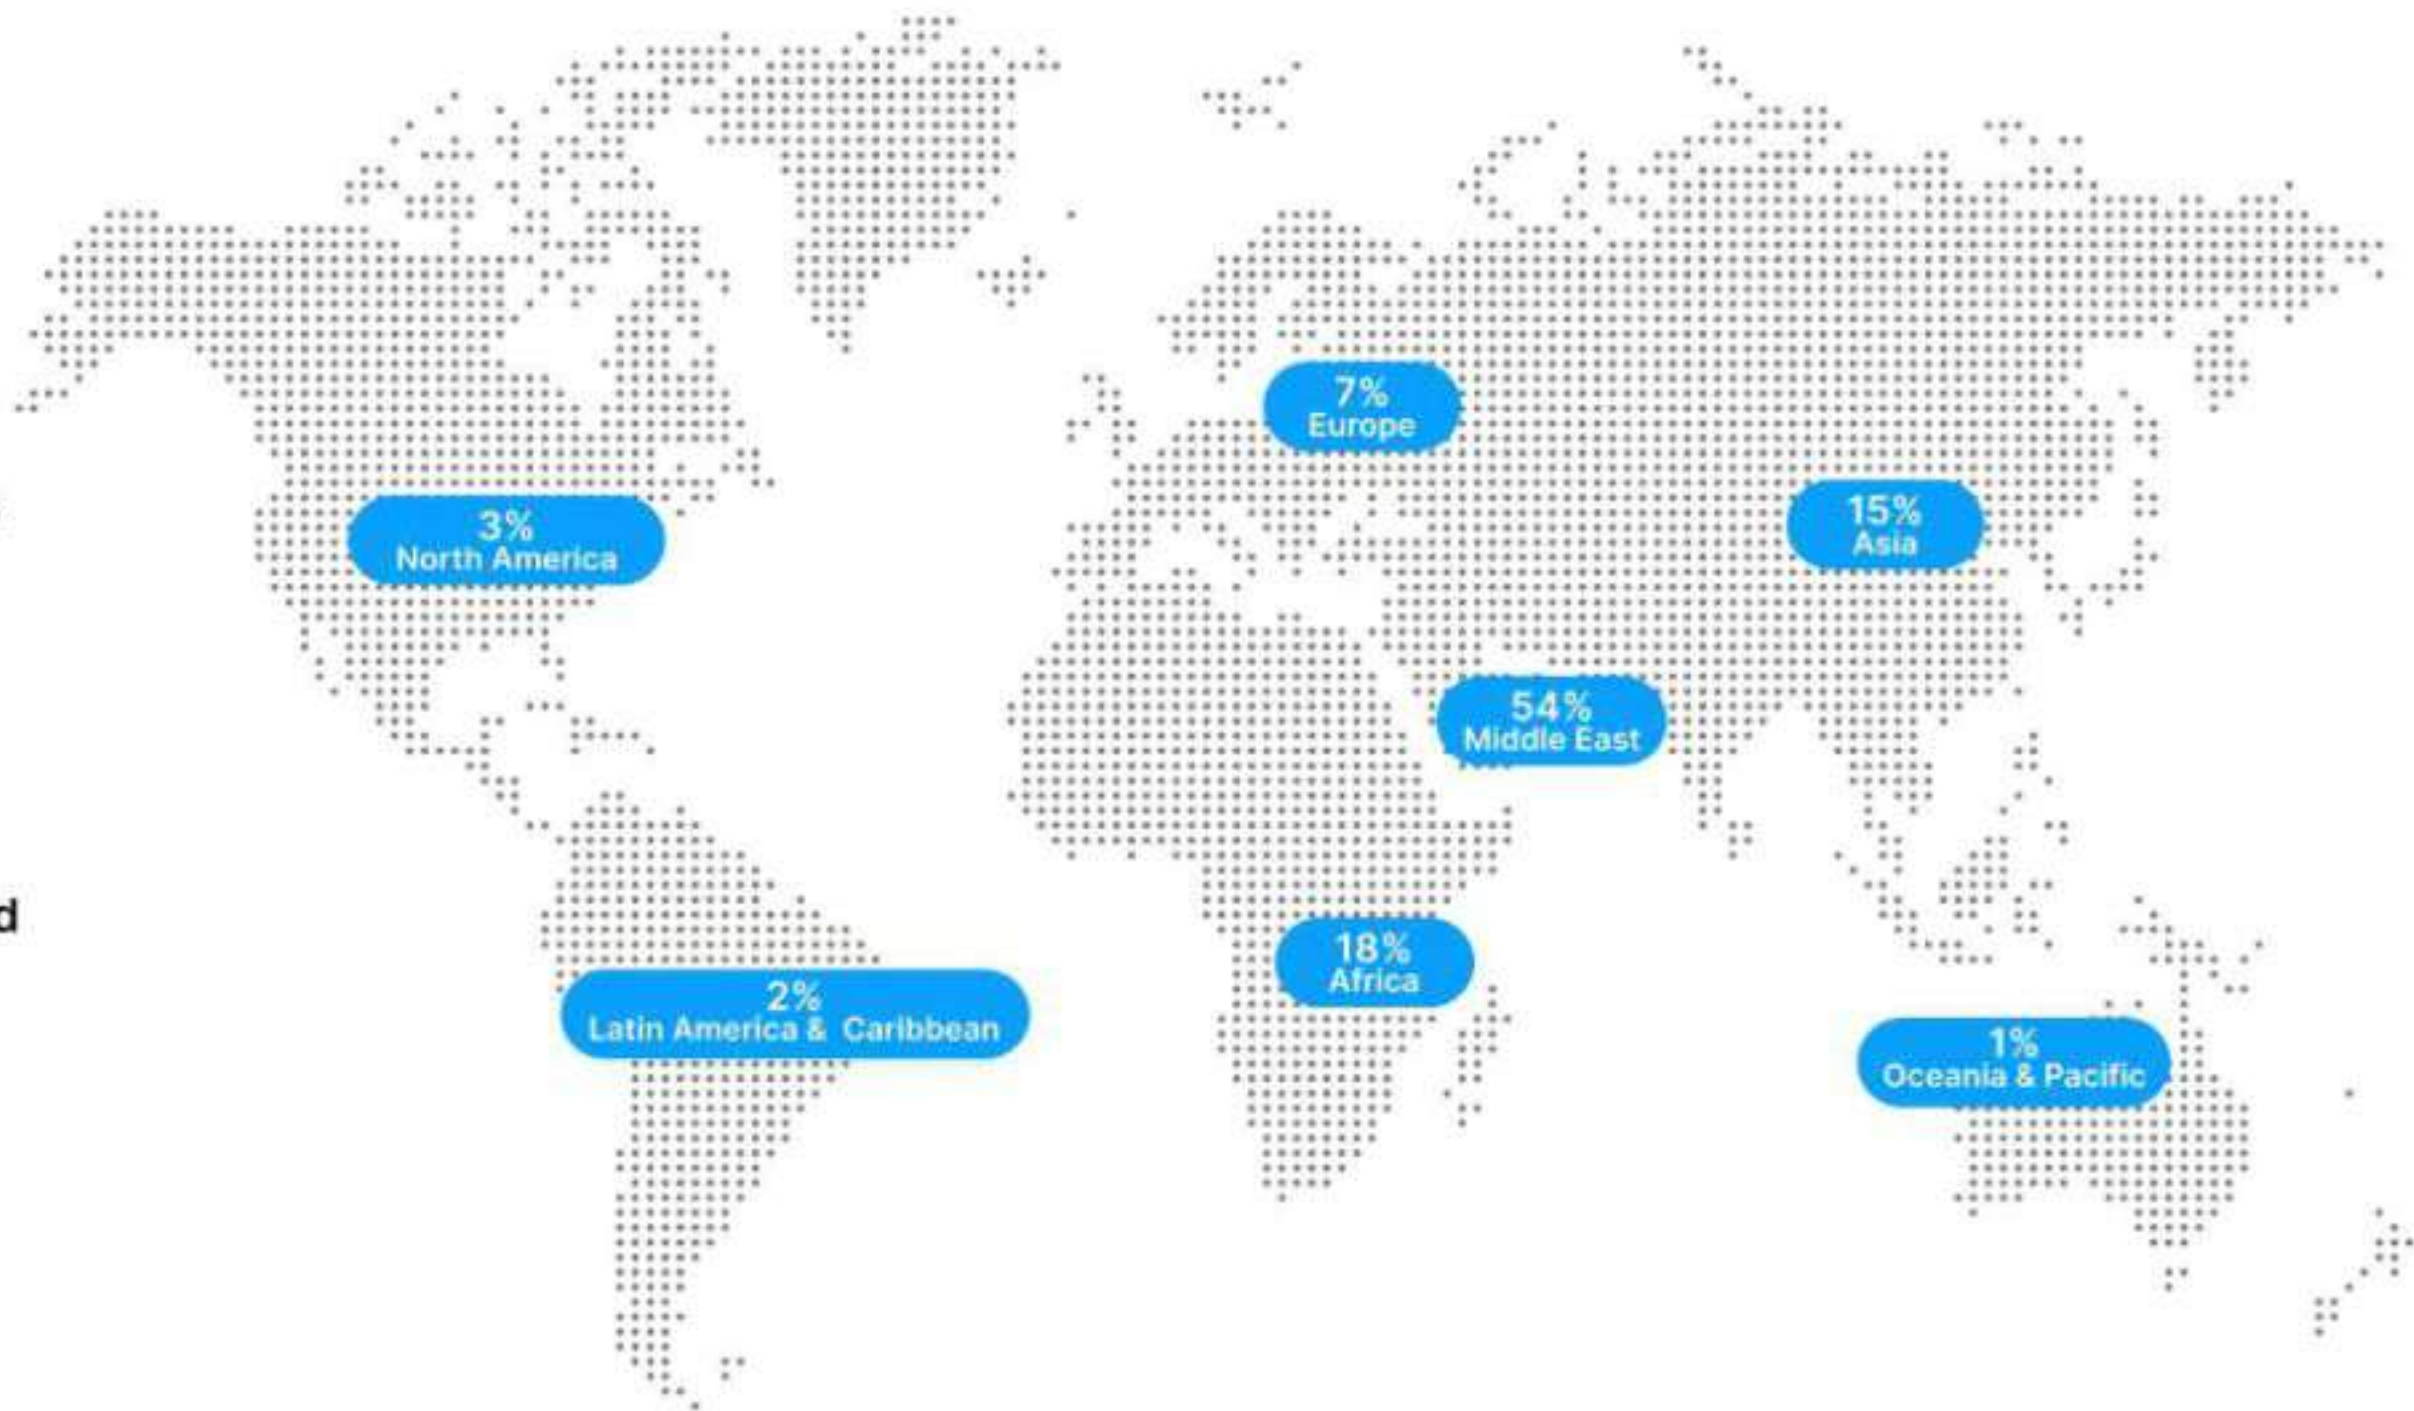 7%
Europe
15%
Asia
3%
North America
54%
Middle East
18%
Africa
2%
Latin America &  Caribbean
1%
Oceania & Pacific
d